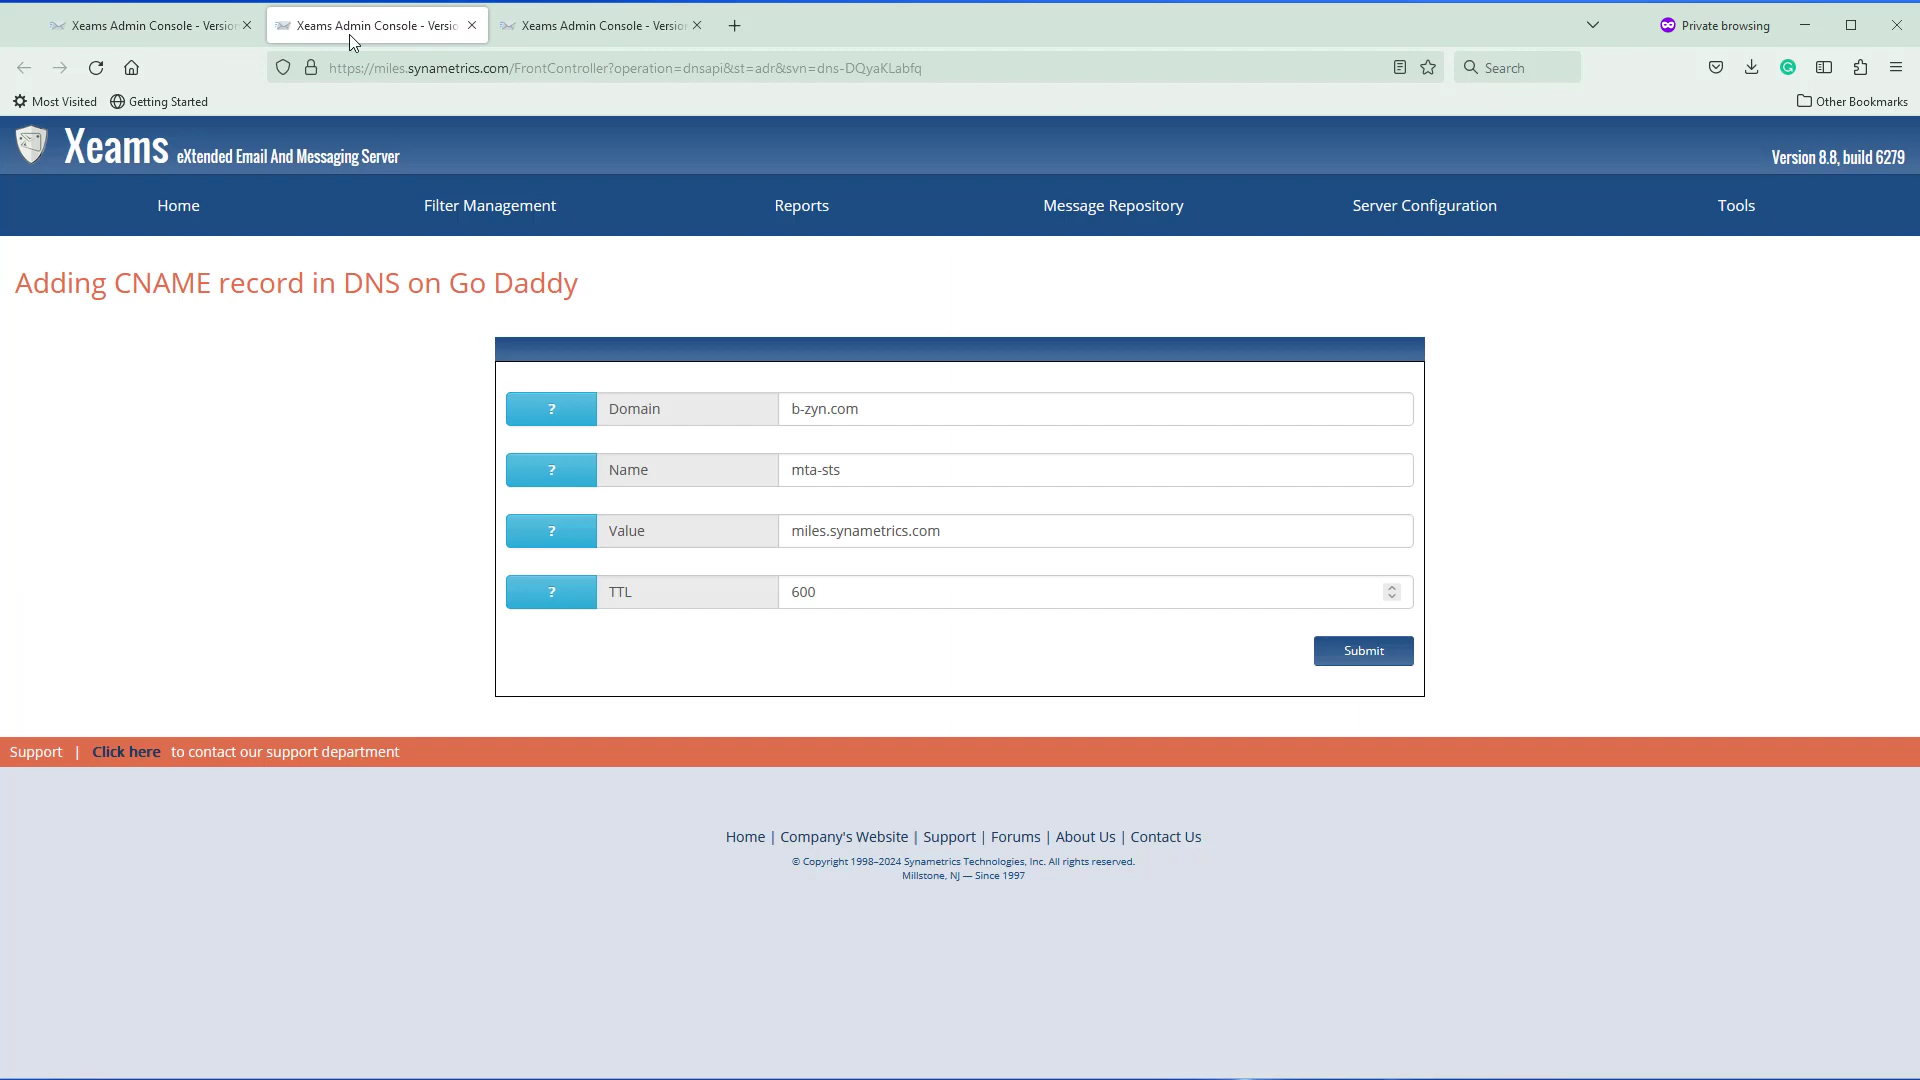 Xeams Admin Console - Versio
Xeams Admin Console - Versio
Xeams Admin Console - Versio
Private browsing
https://miles.synametrics.com/FrontController?operation=dnsapi&st=adr&svn=dns-DQyaKLabfq
Search
Most Visited
Getting Started
Other Bookmarks
Xeams eXtended Email And Messaging Server
Version 8.8, build 6279
Home
Filter Management
Reports
Message Repository
Server Configuration
Tools
Adding CNAME record in DNS on Go Daddy
? Domain b-zyn.com
? Name mta-sts
? Value miles.synametrics.com
? TTL 600
Submit
Support | Click here to contact our support department
Home | Company's Website | Support | Forums | About Us | Contact Us
© Copyright 1998–2024 Synametrics Technologies, Inc. All rights reserved.
Millstone, NJ — Since 1997